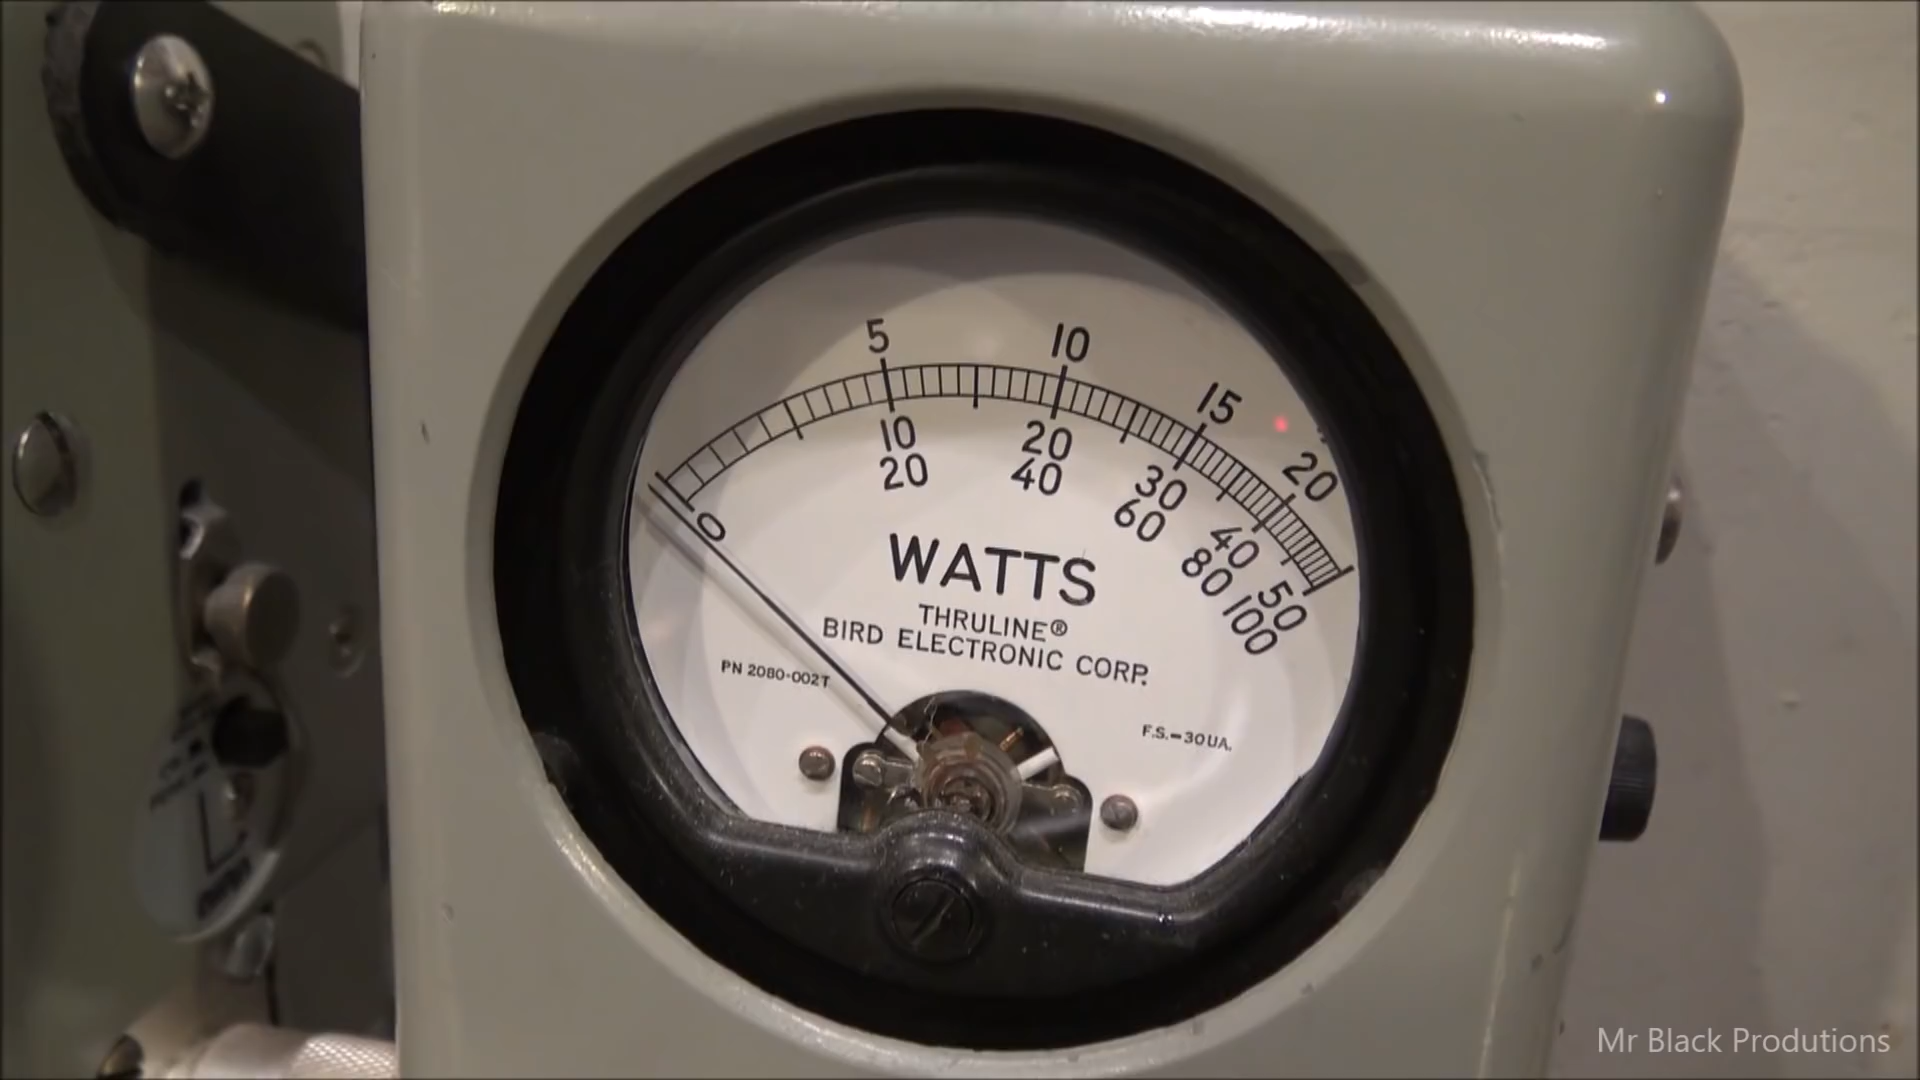 5 10 15 20
10 20 30 40 50
20 40 60 80 100
0
WATTS
THRULINE®
BIRD ELECTRONIC CORP.
PN 2080-002T
F.S.-30UA.
Mr Black Produtions